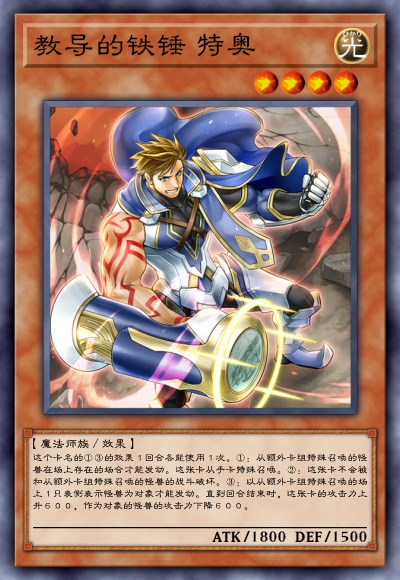 教导的铁锤 特奥
光
ひかり
【魔法师族／效果】
这个卡名的①③的效果1回合各能使用1次。①：从额外卡组特殊召唤的怪
兽在场上存在的场合才能发动。这张卡从手卡特殊召唤。②：这张卡不会被
和从额外卡组特殊召唤的怪兽的战斗破坏。③：以从额外卡组特殊召唤的场
上1只表侧表示怪兽为对象才能发动。直到回合结束时，这张卡的攻击力上
升600，作为对象的怪兽的攻击力下降600。
ATK/1800 DEF/1500